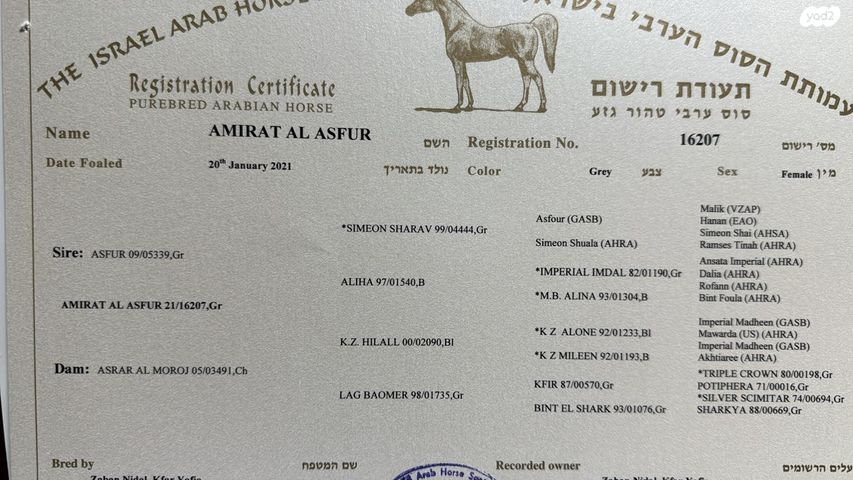 yad2
THE ISRAEL ARAB HORSE
עמותת הסוס הערבי בישראל
Registration Certificate
PUREBRED ARABIAN HORSE
תעודת רישום
סוס ערבי טהור גזע
Name AMIRAT AL ASFUR השם Registration No. 16207 מס׳ רישום
Date Foaled 20th January 2021 נולד בתאריך Color Grey צבע Sex Female מין
Malik (VZAP)
Asfour (GASB)
Hanan (EAO)
*SIMEON SHARAV 99/04444,Gr
Simeon Shai (AHSA)
Simeon Shuala (AHRA)
Ramses Tinah (AHRA)
Sire: ASFUR 09/05339,Gr
Ansata Imperial (AHRA)
*IMPERIAL IMDAL 82/01190,Gr
Dalia (AHRA)
ALIHA 97/01540,B
Rofann (AHRA)
*M.B. ALINA 93/01304,B
Bint Foula (AHRA)
AMIRAT AL ASFUR 21/16207,Gr
Imperial Madheen (GASB)
*K Z ALONE 92/01233,Bl
Mawarda (US) (AHRA)
K.Z. HILALL 00/02090,Bl
Imperial Madheen (GASB)
*K Z MILEEN 92/01193,B
Akhtiaree (AHRA)
Dam: ASRAR AL MOROJ 05/03491,Ch
*TRIPLE CROWN 80/00198,Gr
KFIR 87/00570,Gr
POTIPHERA 71/00016,Gr
LAG BAOMER 98/01735,Gr
*SILVER SCIMITAR 74/00694,Gr
BINT EL SHARK 93/01076,Gr
SHARKYA 88/00669,Gr
Bred by שם המטפח Recorded owner עלים הרשומים
Arab Horse